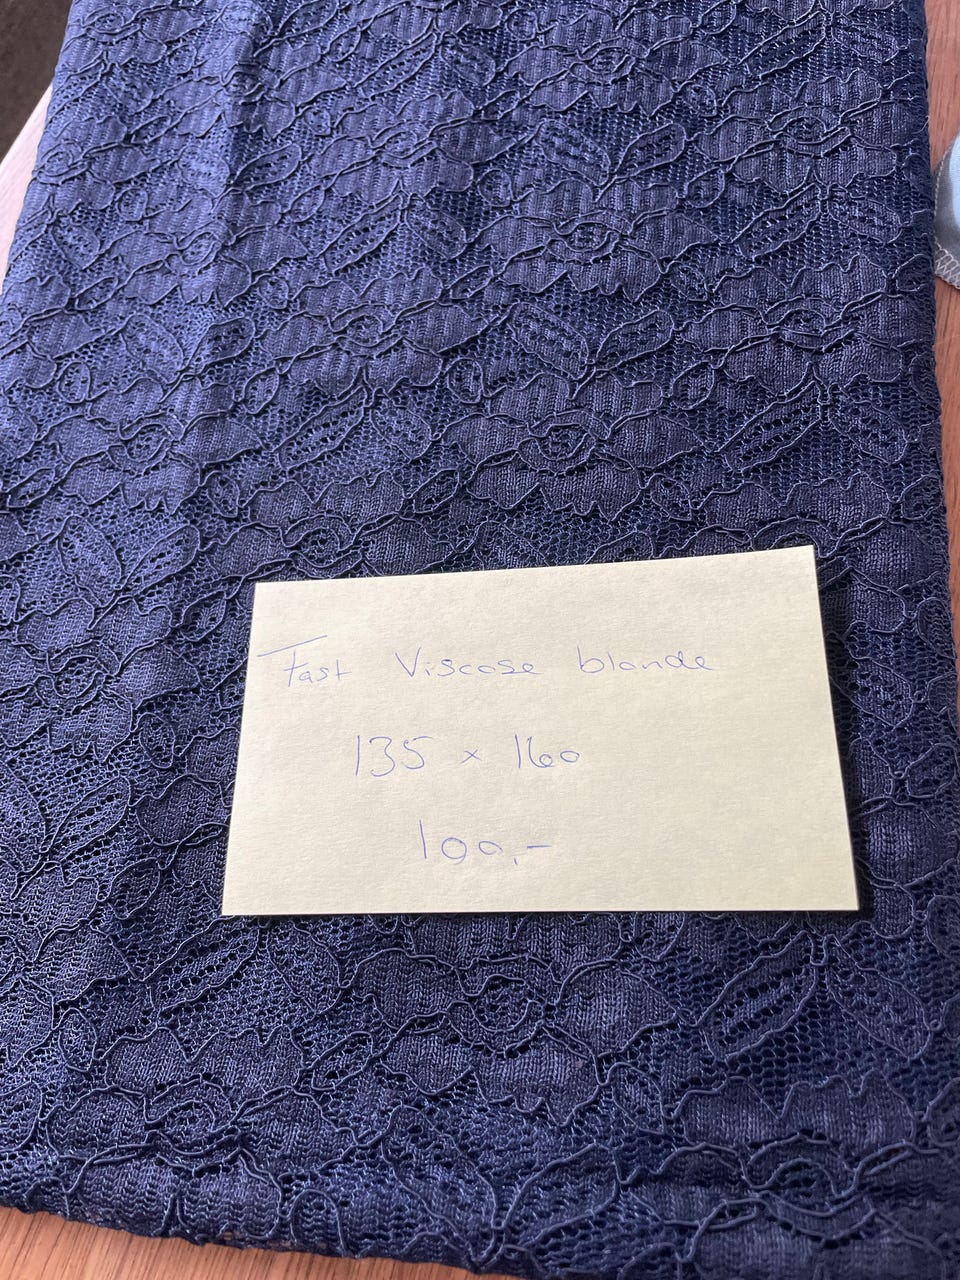 Fast Viscose blonde
135 x 160
100,-